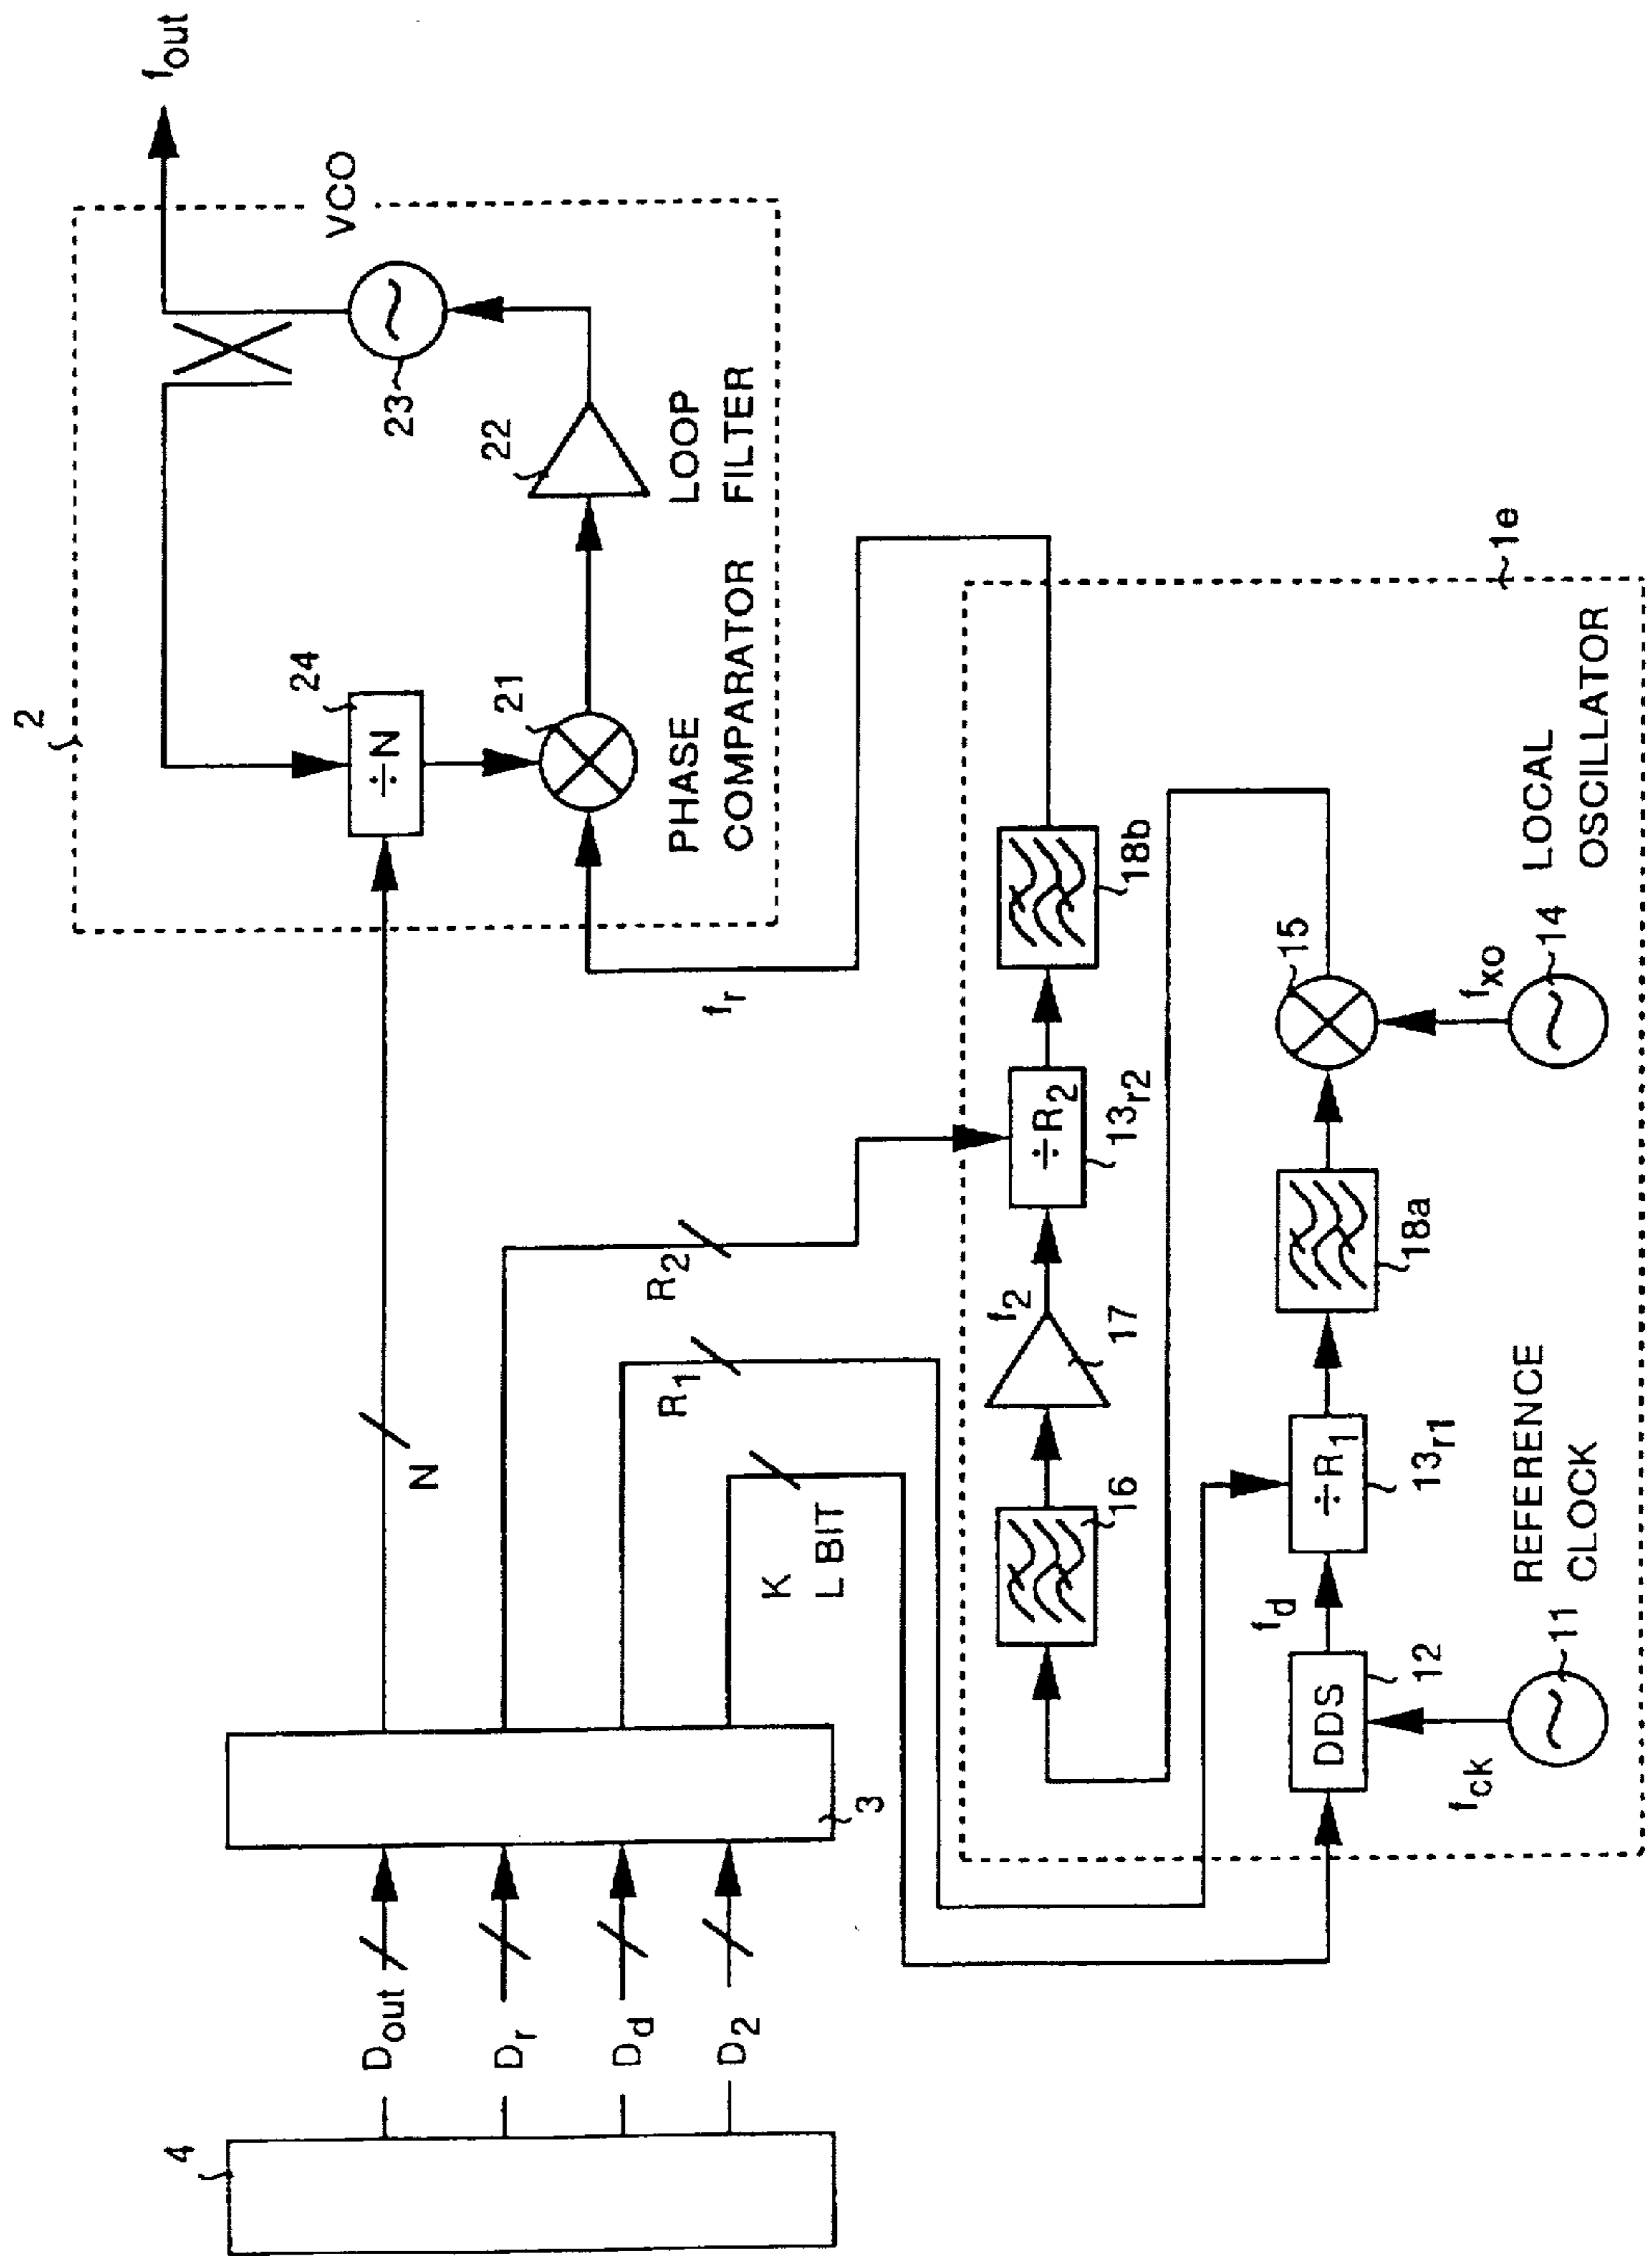 2
f_out
VCO
24
÷N
23
22
21
PHASE
COMPARATOR
LOOP
FILTER
4
D_out
D_r
D_d
D_2
3
N
R_2
R_1
K
L BIT
f_r
1e
16
17
f_2
÷R_2
13_r2
18b
f_d
DDS
12
÷R_1
13_r1
18a
15
f_ck
11
REFERENCE
CLOCK
f_xo
14
LOCAL
OSCILLATOR